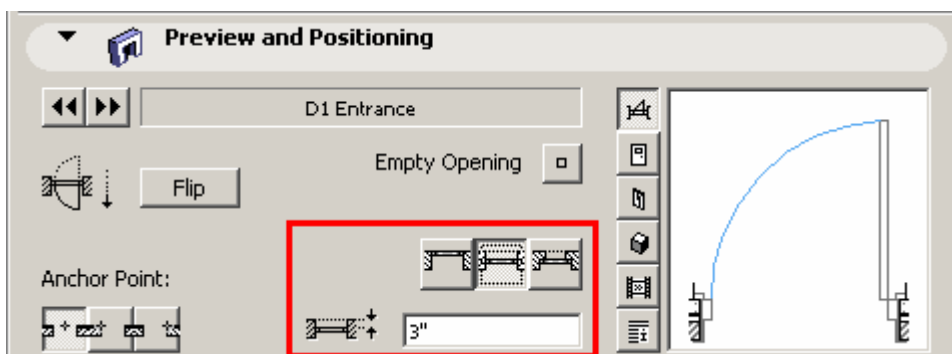 Preview and Positioning
D1 Entrance
Empty Opening
Flip
Anchor Point:
3"